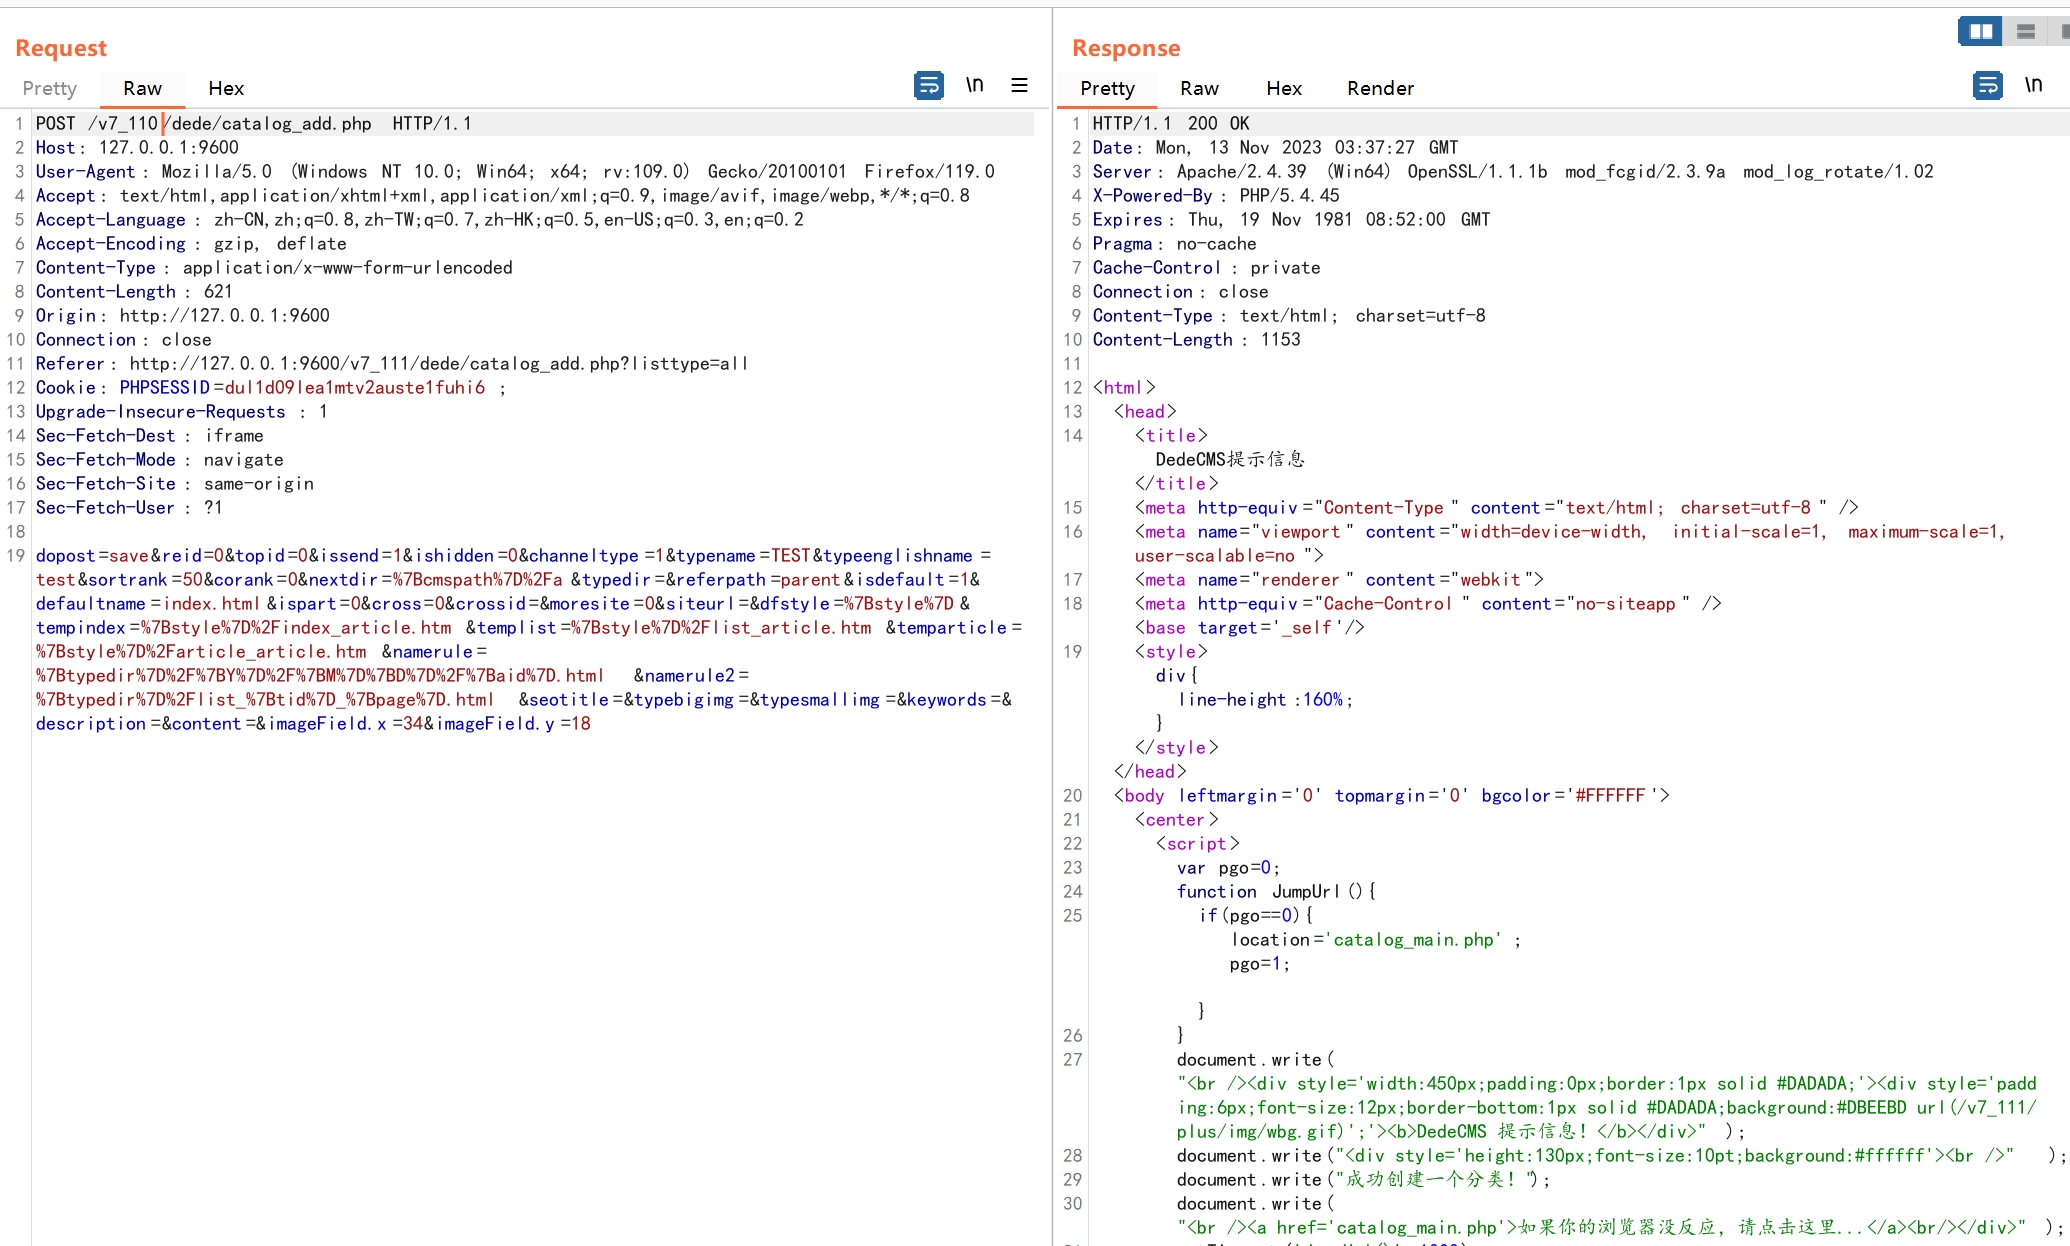 Request
Pretty Raw Hex
\n
1 POST /v7_110/dede/catalog_add.php HTTP/1.1
2 Host: 127.0.0.1:9600
3 User-Agent: Mozilla/5.0 (Windows NT 10.0; Win64; x64; rv:109.0) Gecko/20100101 Firefox/119.0
4 Accept: text/html,application/xhtml+xml,application/xml;q=0.9,image/avif,image/webp,*/*;q=0.8
5 Accept-Language: zh-CN,zh;q=0.8,zh-TW;q=0.7,zh-HK;q=0.5,en-US;q=0.3,en;q=0.2
6 Accept-Encoding: gzip, deflate
7 Content-Type: application/x-www-form-urlencoded
8 Content-Length: 621
9 Origin: http://127.0.0.1:9600
10 Connection: close
11 Referer: http://127.0.0.1:9600/v7_111/dede/catalog_add.php?listtype=all
12 Cookie: PHPSESSID=dul1d09lea1mtv2auste1fuhi6;
13 Upgrade-Insecure-Requests: 1
14 Sec-Fetch-Dest: iframe
15 Sec-Fetch-Mode: navigate
16 Sec-Fetch-Site: same-origin
17 Sec-Fetch-User: ?1
18
19 dopost=save&reid=0&topid=0&issend=1&ishidden=0&channeltype=1&typename=TEST&typeenglishname=
test&sortrank=50&corank=0&nextdir=%7Bcmspath%7D%2Fa&typedir=&referpath=parent&isdefault=1&
defaultname=index.html&ispart=0&cross=0&crossid=&moresite=0&siteurl=&dfstyle=%7Bstyle%7D&
tempindex=%7Bstyle%7D%2Findex_article.htm&templist=%7Bstyle%7D%2Flist_article.htm&temparticle=
%7Bstyle%7D%2Farticle_article.htm&namerule=
%7Btypedir%7D%2F%7BY%7D%2F%7BM%7D%7BD%7D%2F%7Baid%7D.html&namerule2=
%7Btypedir%7D%2Flist_%7Btid%7D_%7Bpage%7D.html&seotitle=&typebigimg=&typesmallimg=&keywords=&
description=&content=&imageField.x=34&imageField.y=18
Response
Pretty Raw Hex Render
\n
1 HTTP/1.1 200 OK
2 Date: Mon, 13 Nov 2023 03:37:27 GMT
3 Server: Apache/2.4.39 (Win64) OpenSSL/1.1.1b mod_fcgid/2.3.9a mod_log_rotate/1.02
4 X-Powered-By: PHP/5.4.45
5 Expires: Thu, 19 Nov 1981 08:52:00 GMT
6 Pragma: no-cache
7 Cache-Control: private
8 Connection: close
9 Content-Type: text/html; charset=utf-8
10 Content-Length: 1153
11
12 <html>
13 <head>
14 <title>
DedeCMS提示信息
</title>
15 <meta http-equiv="Content-Type" content="text/html; charset=utf-8" />
16 <meta name="viewport" content="width=device-width, initial-scale=1, maximum-scale=1,
user-scalable=no">
17 <meta name="renderer" content="webkit">
18 <meta http-equiv="Cache-Control" content="no-siteapp" />
<base target='_self'/>
19 <style>
div{
line-height:160%;
}
</style>
</head>
20 <body leftmargin='0' topmargin='0' bgcolor='#FFFFFF'>
21 <center>
22 <script>
23 var pgo=0;
24 function JumpUrl(){
25 if(pgo==0){
location='catalog_main.php';
pgo=1;
}
26 }
27 document.write(
"<br /><div style='width:450px;padding:0px;border:1px solid #DADADA;'><div style='padd
ing:6px;font-size:12px;border-bottom:1px solid #DADADA;background:#DBEEBD url(/v7_111/
plus/img/wbg.gif)';'><b>DedeCMS 提示信息！</b></div>");
28 document.write("<div style='height:130px;font-size:10pt;background:#ffffff'><br />");
29 document.write("成功创建一个分类！");
30 document.write(
"<br /><a href='catalog_main.php'>如果你的浏览器没反应，请点击这里...</a><br/></div>");